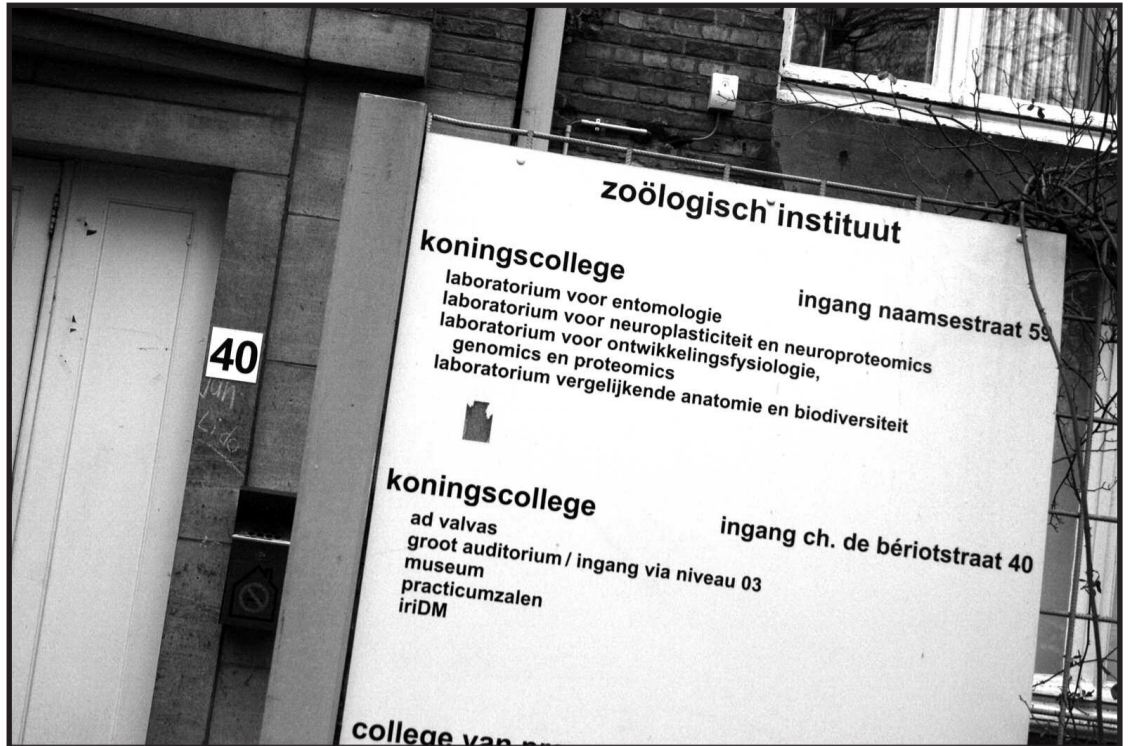 zoölogisch instituut
koningscollege
ingang naamsestraat 59
laboratorium voor entomologie
laboratorium voor neuroplasticiteit en neuroproteomics
laboratorium voor ontwikkelingsfysiologie,
genomics en proteomics
laboratorium vergelijkende anatomie en biodiversiteit
40
koningscollege
ingang ch. de bériotstraat 40
ad valvas
groot auditorium / ingang via niveau 03
museum
practicumzalen
iriDM
college van